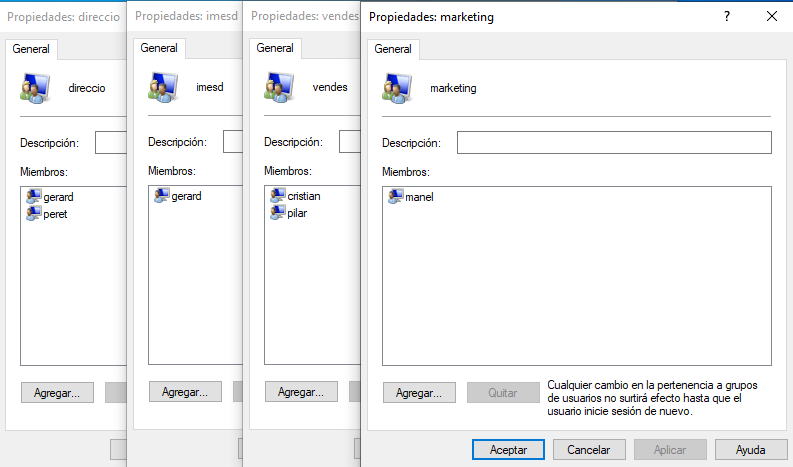 Propiedades: direccio
General
direccio
Descripción:
Miembros:
gerard
peret
Agregar...
Propiedades: imesd
General
imesd
Descripción:
Miembros:
gerard
Agregar...
Propiedades: vendes
General
vendes
Descripción:
Miembros:
cristian
pilar
Agregar...
Propiedades: marketing
?
General
marketing
Descripción:
Miembros:
manel
Agregar...
Quitar
Cualquier cambio en la pertenencia a grupos
de usuarios no surtirá efecto hasta que el
usuario inicie sesión de nuevo.
Aceptar
Cancelar
Aplicar
Ayuda